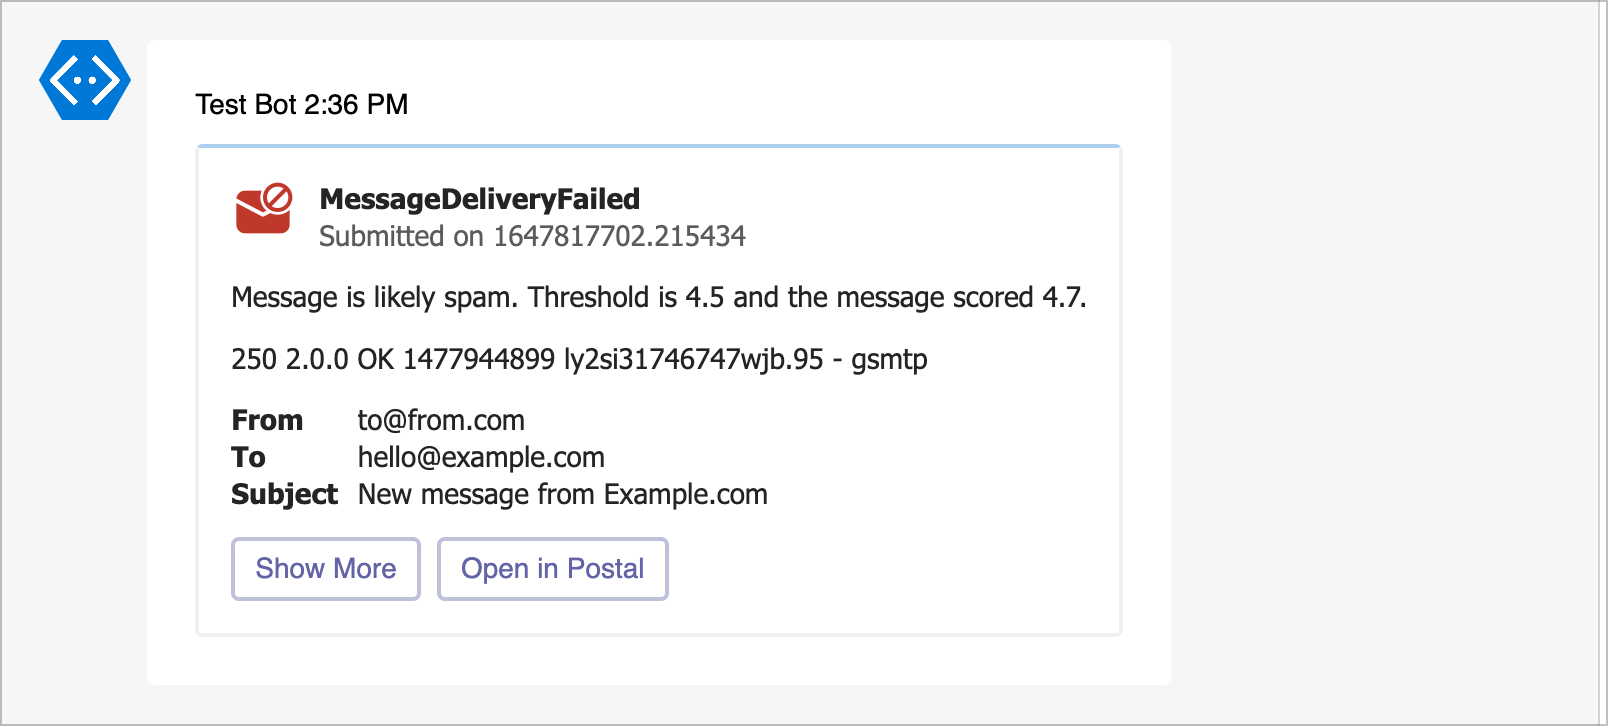 Test Bot 2:36 PM
MessageDeliveryFailed
Submitted on 1647817702.215434
Message is likely spam. Threshold is 4.5 and the message scored 4.7.
250 2.0.0 OK 1477944899 ly2si31746747wjb.95 - gsmtp
From to@from.com
To hello@example.com
Subject New message from Example.com
Show More Open in Postal